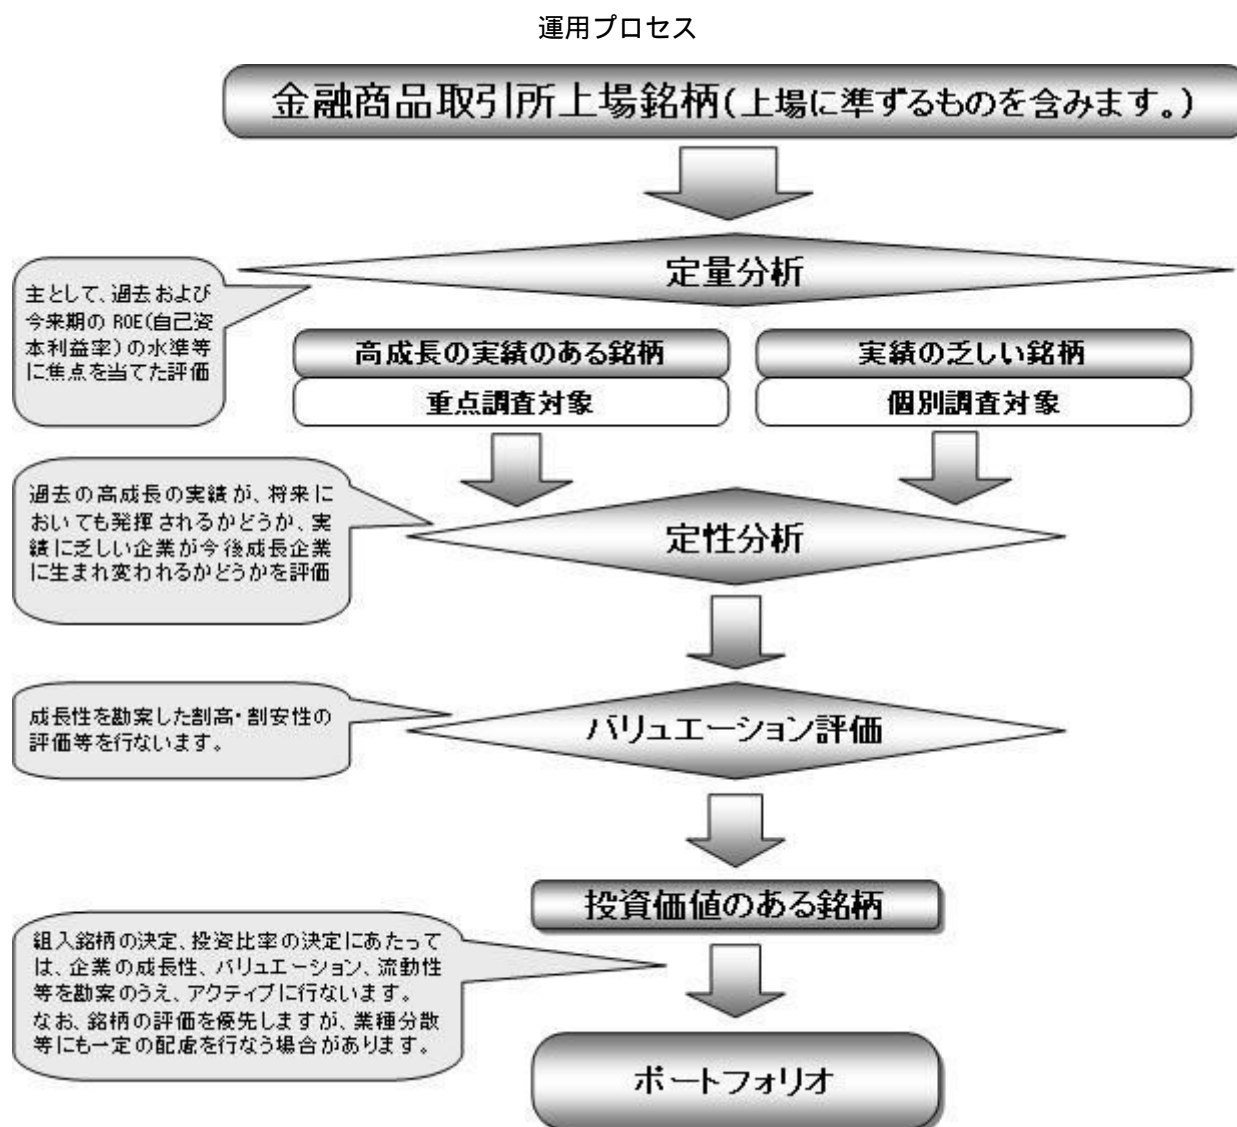 運用プロセス
金融商品取引所上場銘柄(上場に準ずるものを含みます。)
定量分析
主として、過去および
今来期の ROE(自己資
本利益率)の水準等
に焦点を当てた評価
高成長の実績のある銘柄
実績の乏しい銘柄
重点調査対象
個別調査対象
過去の高成長の実績が、将来に
おいても発揮されるかどうか、実
績に乏しい企業が今後成長企業
に生まれ変われるかどうかを評価
定性分析
成長性を勘案した割高・割安性の
評価等を行ないます。
バリュエーション評価
投資価値のある銘柄
組入銘柄の決定、投資比率の決定にあたって
は、企業の成長性、バリュエーション、流動性
等を勘案のうえ、アクティブに行ないます。
なお、銘柄の評価を優先しますが、業種分散
等にも一定の配慮を行なう場合があります。
ポートフォリオ